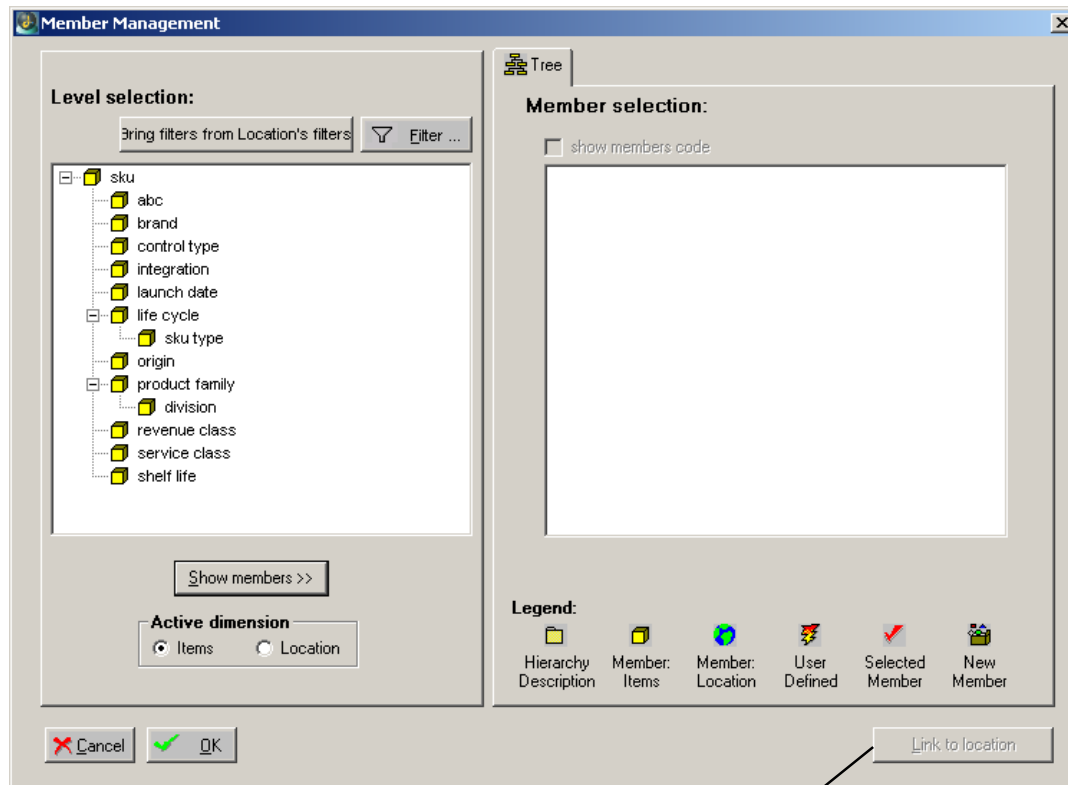 Member Management
Tree
Level selection:
Member selection:
Bring filters from Location's filters
Filter ...
show members code
sku
abc
brand
control type
integration
launch date
life cycle
sku type
origin
product family
division
revenue class
service class
shelf life
Show members >>
Active dimension
Items
Location
Legend:
Hierarchy
Description
Member:
Items
Member:
Location
User
Defined
Selected
Member
New
Member
Cancel
OK
Link to location